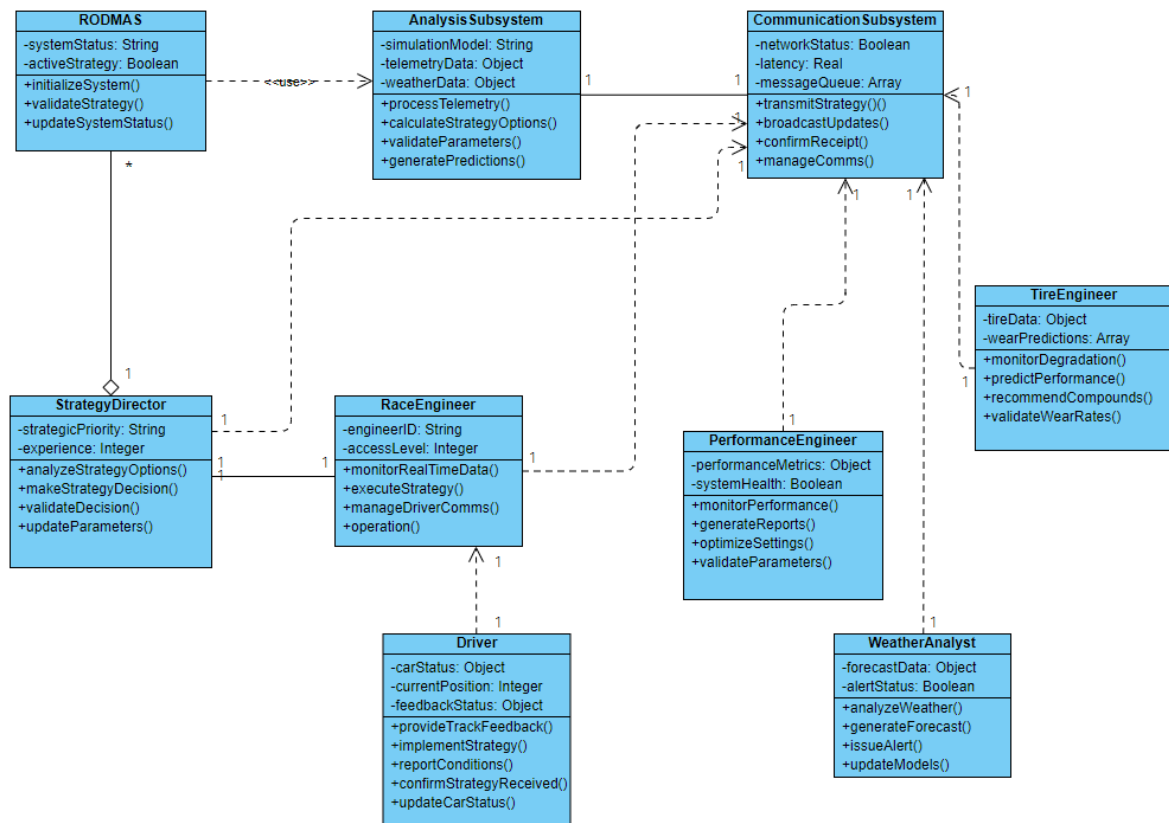 RODMAS
-systemStatus: String
-activeStrategy: Boolean
+initializeSystem()
+validateStrategy()
+updateSystemStatus()
<<use>>
AnalysisSubsystem
-simulationModel: String
-telemetryData: Object
-weatherData: Object
+processTelemetry()
+calculateStrategyOptions()
+validateParameters()
+generatePredictions()
1
1
CommunicationSubsystem
-networkStatus: Boolean
-latency: Real
-messageQueue: Array
+transmitStrategy()()
+broadcastUpdates()
+confirmReceipt()
+manageComms()
1
1
1
1
1
*
1
StrategyDirector
-strategicPriority: String
-experience: Integer
+analyzeStrategyOptions()
+makeStrategyDecision()
+validateDecision()
+updateParameters()
1
1
1
1
RaceEngineer
-engineerID: String
-accessLevel: Integer
+monitorRealTimeData()
+executeStrategy()
+manageDriverComms()
+operation()
1
1
1
Driver
-carStatus: Object
-currentPosition: Integer
-feedbackStatus: Object
+provideTrackFeedback()
+implementStrategy()
+reportConditions()
+confirmStrategyReceived()
+updateCarStatus()
1
PerformanceEngineer
-performanceMetrics: Object
-systemHealth: Boolean
+monitorPerformance()
+generateReports()
+optimizeSettings()
+validateParameters()
TireEngineer
-tireData: Object
-wearPredictions: Array
+monitorDegradation()
+predictPerformance()
+recommendCompounds()
+validateWearRates()
1
1
WeatherAnalyst
-forecastData: Object
-alertStatus: Boolean
+analyzeWeather()
+generateForecast()
+issueAlert()
+updateModels()